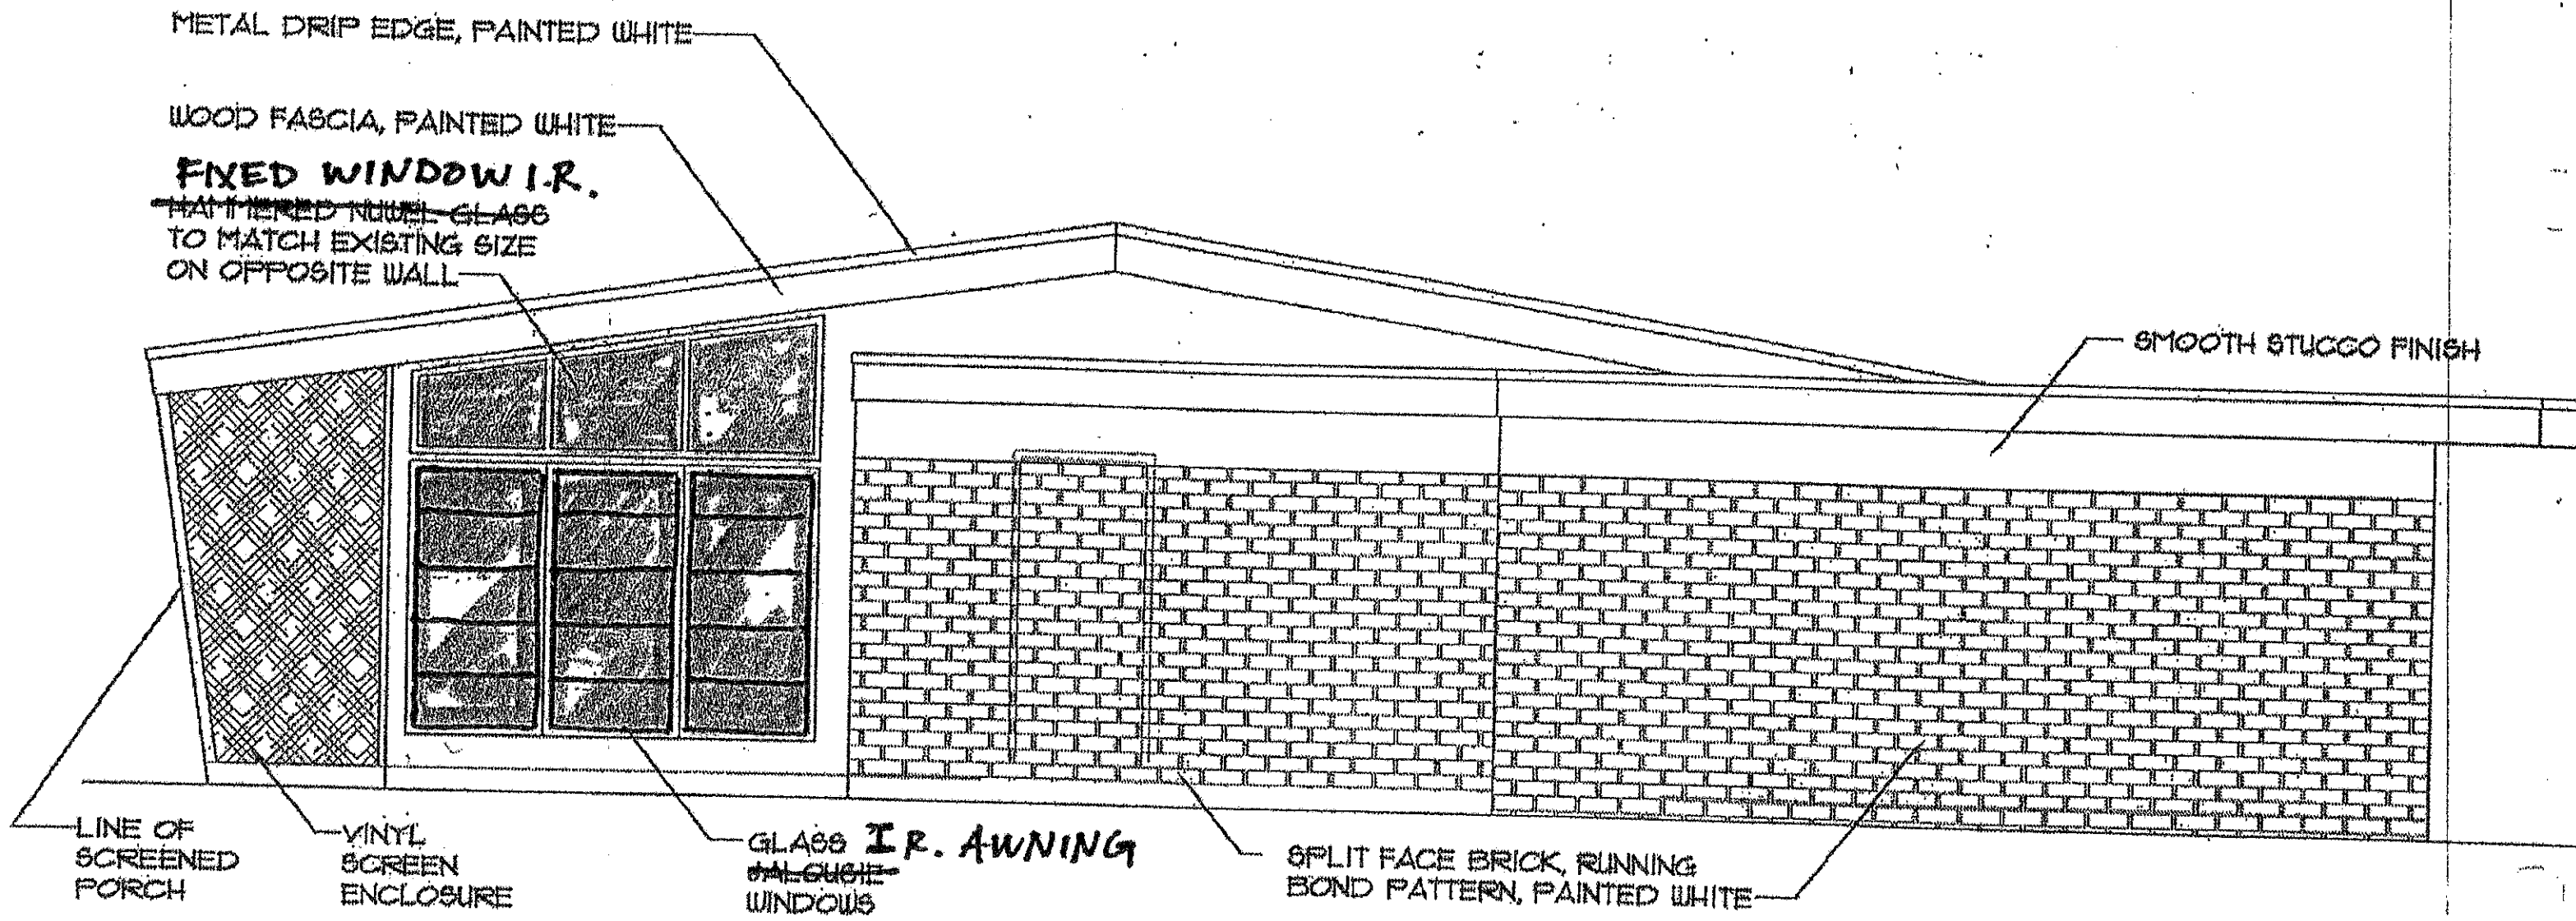 METAL DRIP EDGE, PAINTED WHITE
WOOD FASCIA, PAINTED WHITE
FIXED WINDOW I.R.
HAMMERED NUWEL GLASS
TO MATCH EXISTING SIZE
ON OPPOSITE WALL
SMOOTH STUCCO FINISH
LINE OF
SCREENED
PORCH
VINYL
SCREEN
ENCLOSURE
GLASS I.R. AWNING
JALOUSIE
WINDOWS
SPLIT FACE BRICK, RUNNING
BOND PATTERN, PAINTED WHITE